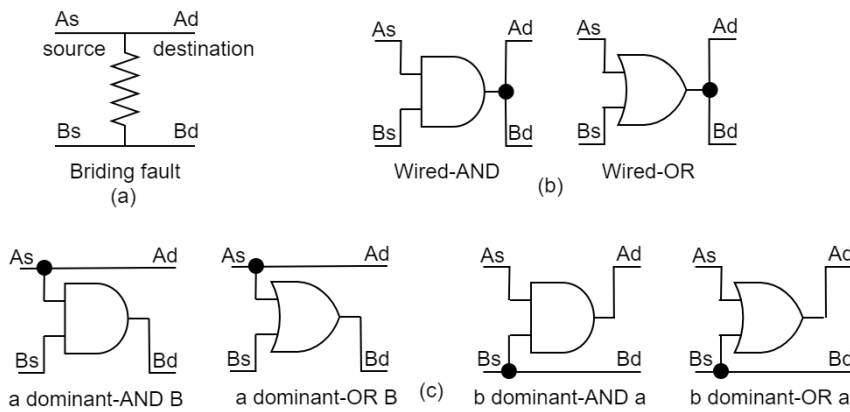 As Ad
source destination
Bs Bd
Briding fault
(a)
As Ad
Bs Bd
Wired-AND
As Ad
Bs Bd
Wired-OR
(b)
As Ad
Bs Bd
a dominant-AND B
As Ad
Bs Bd
a dominant-OR B
(c)
As Ad
Bs Bd
b dominant-AND a
As Ad
Bs Bd
b dominant-OR a